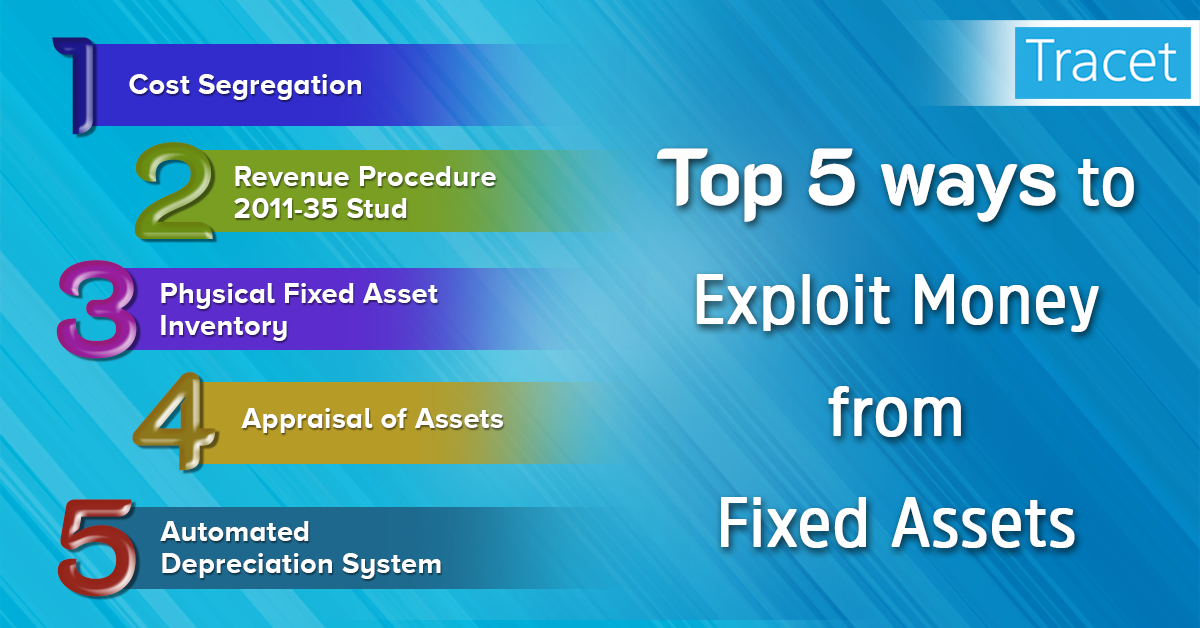 1
Cost Segregation
2
Revenue Procedure
2011-35 Stud
3
Physical Fixed Asset
Inventory
4
Appraisal of Assets
5
Automated
Depreciation System
Tracet
Top 5 ways to
Exploit Money
from
Fixed Assets